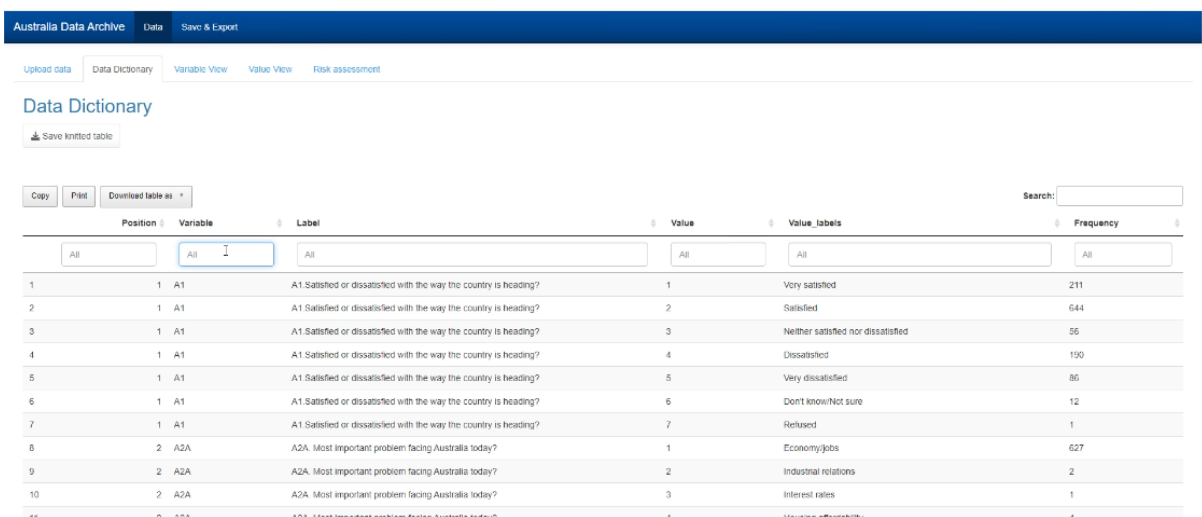 Australia Data Archive Data Save & Export
Upload data Data Dictionary Variable View Value View Risk assessment
Data Dictionary
Save knitted table
Copy Print Download table as Search:
Position Variable Label Value Value_labels Frequency
All All All All All All
1 1 A1 A1.Satisfied or dissatisfied with the way the country is heading? 1 Very satisfied 211
2 1 A1 A1.Satisfied or dissatisfied with the way the country is heading? 2 Satisfied 644
3 1 A1 A1.Satisfied or dissatisfied with the way the country is heading? 3 Neither satisfied nor dissatisfied 56
4 1 A1 A1.Satisfied or dissatisfied with the way the country is heading? 4 Dissatisfied 190
5 1 A1 A1.Satisfied or dissatisfied with the way the country is heading? 5 Very dissatisfied 86
6 1 A1 A1.Satisfied or dissatisfied with the way the country is heading? 6 Don't know/Not sure 12
7 1 A1 A1.Satisfied or dissatisfied with the way the country is heading? 7 Refused 1
8 2 A2A A2A. Most important problem facing Australia today? 1 Economy/jobs 627
9 2 A2A A2A. Most important problem facing Australia today? 2 Industrial relations 2
10 2 A2A A2A. Most important problem facing Australia today? 3 Interest rates 1